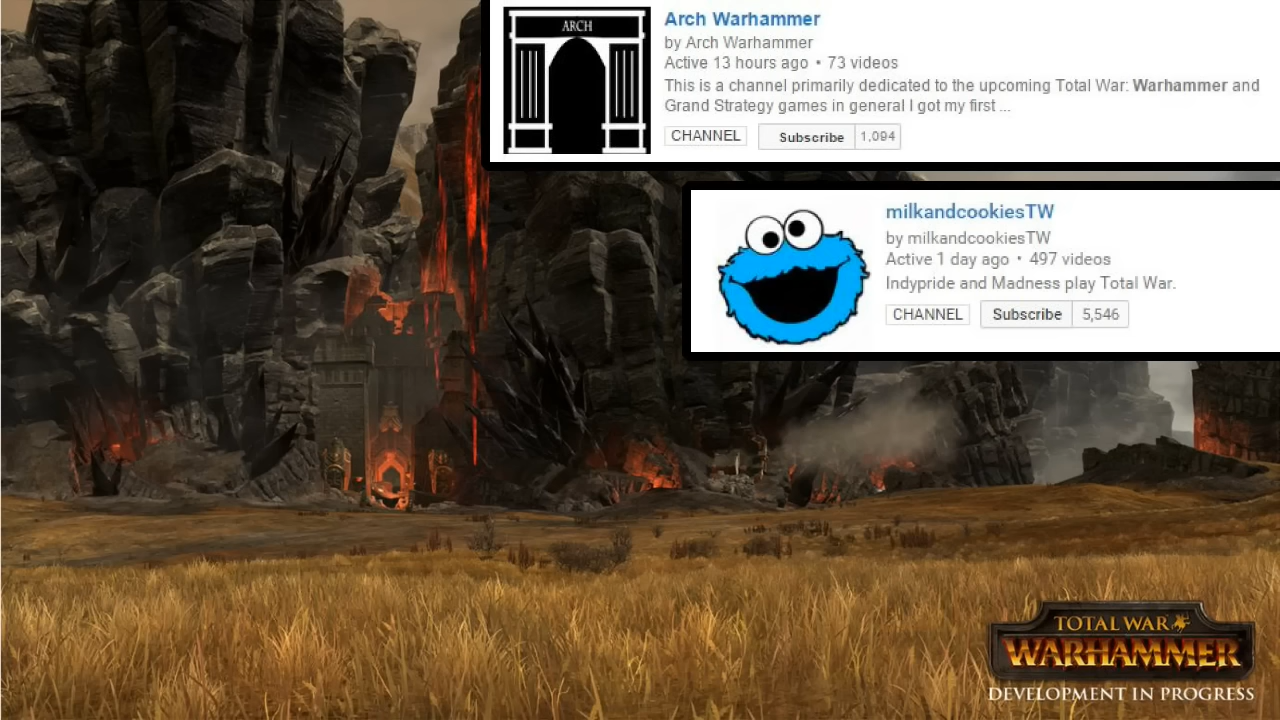 ARCH
Arch Warhammer
by Arch Warhammer
Active 13 hours ago • 73 videos
This is a channel primarily dedicated to the upcoming Total War: Warhammer and
Grand Strategy games in general I got my first ...
CHANNEL Subscribe 1,094
milkandcookiesTW
by milkandcookiesTW
Active 1 day ago • 497 videos
Indypride and Madness play Total War.
CHANNEL Subscribe 5,546
TOTAL WAR
WARHAMMER
DEVELOPMENT IN PROGRESS